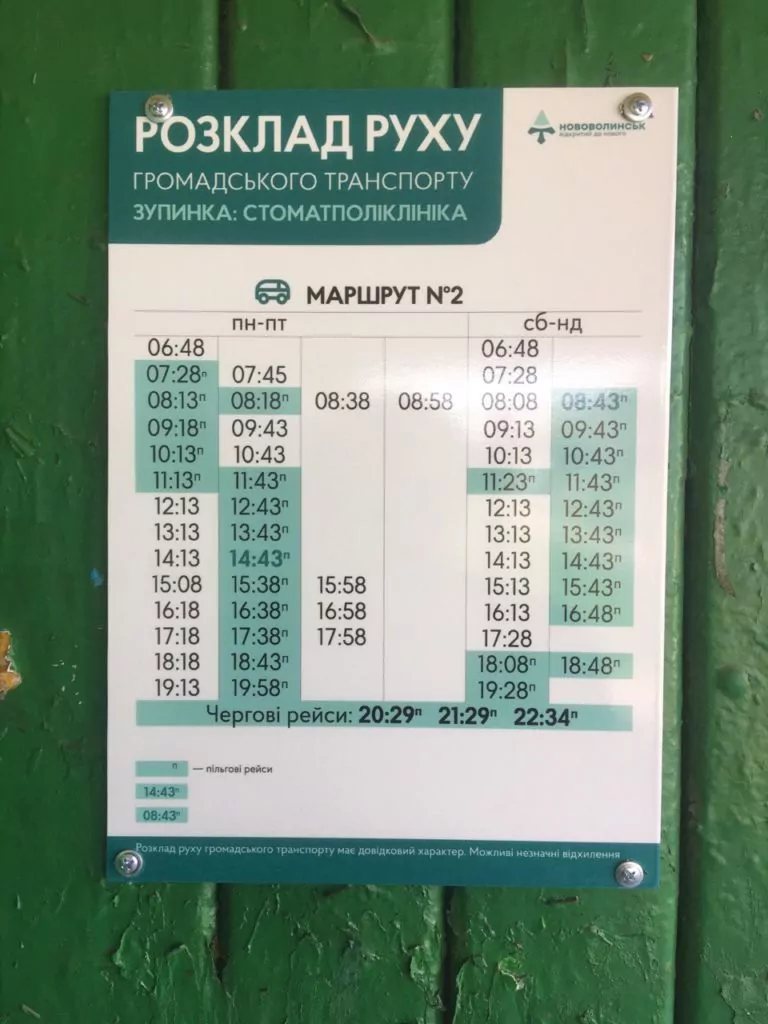 РОЗКЛАД РУХУ
ГРОМАДСЬКОГО ТРАНСПОРТУ
ЗУПИНКА: СТОМАТПОЛІКЛІНІКА
НОВОВОЛИНСЬК
відкритий до нового
МАРШРУТ №2
пн-пт сб-нд
06:48 06:48
07:28п 07:45 07:28
08:13п 08:18п 08:38 08:58 08:08 08:43п
09:18п 09:43 09:13 09:43п
10:13п 10:43 10:13 10:43п
11:13п 11:43п 11:23п 11:43п
12:13 12:43п 12:13 12:43п
13:13 13:43п 13:13 13:43п
14:13 14:43п 14:13 14:43п
15:08 15:38п 15:58 15:13 15:43п
16:18 16:38п 16:58 16:13 16:48п
17:18 17:38п 17:58 17:28
18:18 18:43п 18:08п 18:48п
19:13 19:58п 19:28п
Чергові рейси: 20:29п 21:29п 22:34п
п — пільгові рейси
14:43п
08:43п
Розклад руху громадського транспорту має довідковий характер. Можливі незначні відхилення